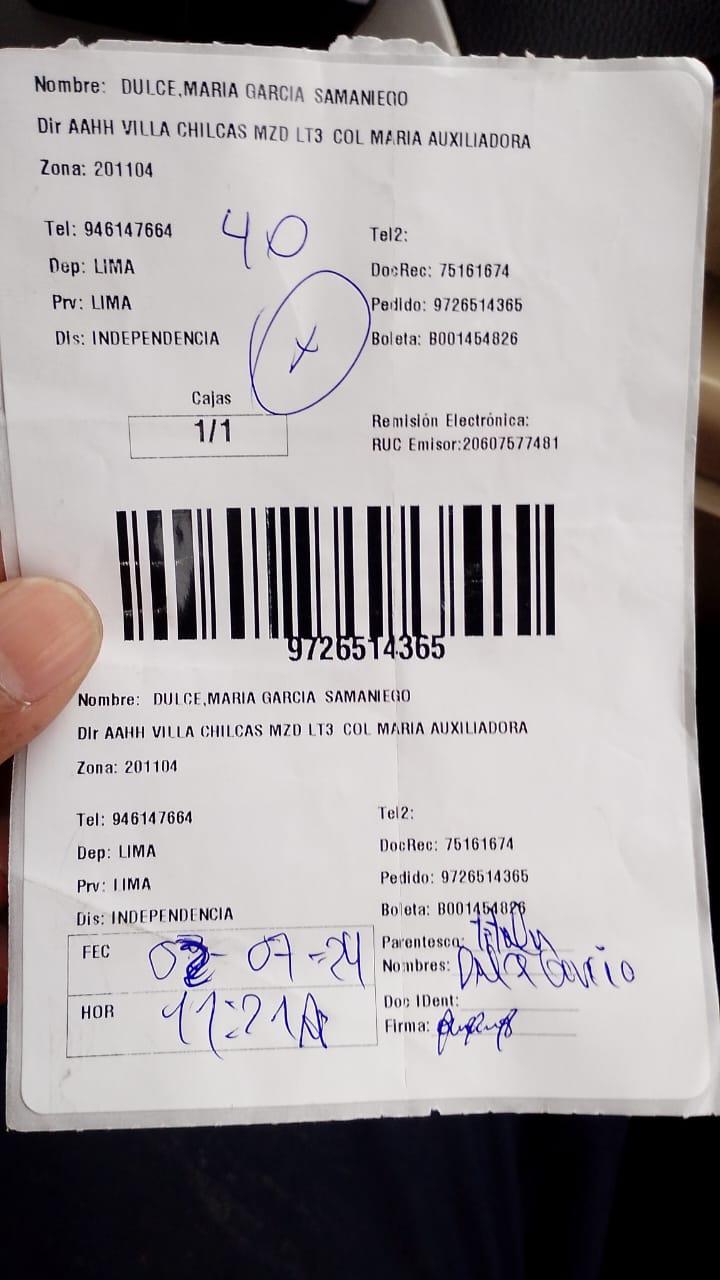 Nombre: DULCE,MARIA GARCIA SAMANIEGO
Dir AAHH VILLA CHILCAS MZD LT3 COL MARIA AUXILIADORA
Zona: 201104
40
Tel: 946147664 Tel2:
Dep: LIMA DocRec: 75161674
Prv: LIMA Pedido: 9726514365
Dis: INDEPENDENCIA Boleta: B001454826
x
Cajas
1/1
Remisión Electrónica:
RUC Emisor:20607577481
9726514365
Nombre: DULCE,MARIA GARCIA SAMANIEGO
Dir AAHH VILLA CHILCAS MZD LT3 COL MARIA AUXILIADORA
Zona: 201104
Tel: 946147664 Tel2:
Dep: LIMA DocRec: 75161674
Prv: LIMA Pedido: 9726514365
Dis: INDEPENDENCIA Boleta: B001454826
FEC 02-07-24 Parentesco:
Nombres:
HOR 11:21A Doc IDent:
Firma: